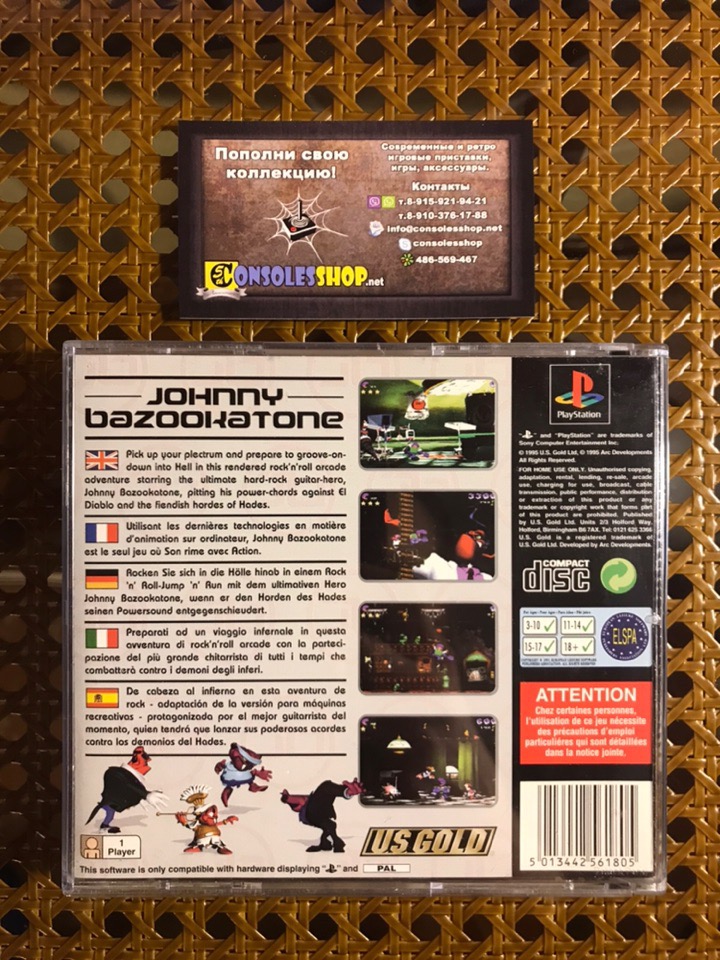 Пополни свою
коллекцию!
Современные и ретро
игровые приставки,
игры, аксессуары.
Контакты
т.8-915-921-94-21
т.8-910-376-17-88
info@consolesshop.net
consolesshop
486-569-467
CONSOLESSHOP.net
JOHNNY
bazookatone
Pick up your plectrum and prepare to groove-on-
down into Hell in this rendered rock'n'roll arcade
adventure starring the ultimate hard-rock guitar-hero,
Johnny Bazookatone, pitting his power-chords against El
Diablo and the fiendish hordes of Hades.
Utilisant les dernières technologies en matière
d'animation sur ordinateur, Johnny Bazookatone
est le seul jeu où Son rime avec Action.
Rocken Sie sich in die Hölle hinab in einem Rock
'n' Roll-Jump 'n' Run mit dem ultimativen Hero
Johnny Bazookatone, wenn er den Horden des Hades
seinen Powersound entgegenschleudert.
Preparati ad un viaggio infernale in questa
avventura di rock'n'roll arcade con la parteci-
pazione del più grande chitarrista di tutti i tempi che
combatterà contro i demoni degli inferi.
De cabeza al infierno en esta aventura de
rock - adaptación de la versión para máquinas
recreativas - protagonizada por el mejor guitarrista del
momento, quien tendrá que lanzar sus poderosos acordes
contra los demonios del Hades.
1
Player
U.S. GOLD
This software is only compatible with hardware displaying "PS" and PAL
PlayStation
"PS" and "PlayStation" are trademarks of
Sony Computer Entertainment Inc.
© 1995 U.S. Gold Ltd, © 1995 Arc Developments
All Rights Reserved.
FOR HOME USE ONLY. Unauthorised copying,
adaptation, rental, lending, re-sale, arcade
use, charging for use, broadcast, cable
transmission, public performance, distribution
or extraction of this product or any
trademark or copyright work that forms part
of this product are prohibited. Published
by U.S. Gold Ltd. Units 2/3 Holford Way,
Holford, Birmingham B6 7AX. Tel: 0121 625 3366
U.S. Gold is a registered trademark of
U.S. Gold Ltd. Developed by Arc Developments.
COMPACT
disc
3-10
11-14
15-17
18+
ELSPA
ATTENTION
Chez certaines personnes,
l'utilisation de ce jeu nécessite
des précautions d'emploi
particulières qui sont détaillées
dans la notice jointe.
5 013442 561805